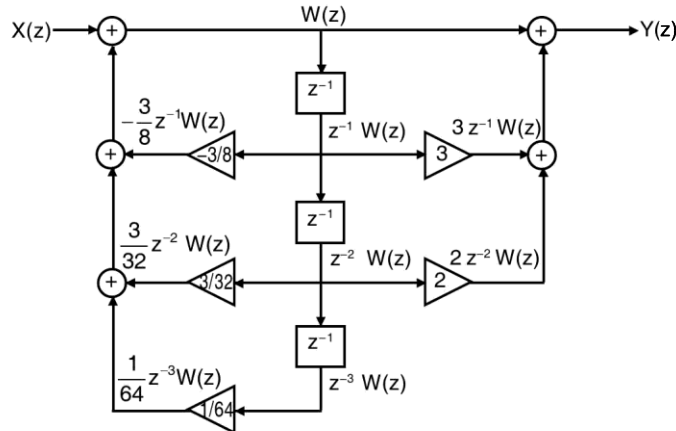 W(z)
X(z) + + Y(z)
z⁻¹
−3/8 z⁻¹W(z) z⁻¹ W(z) 3 z⁻¹ W(z)
+ −3/8 3 +
z⁻¹
3/32 z⁻² W(z) z⁻² W(z) 2 z⁻² W(z)
+ 3/32 2
z⁻¹
1/64 z⁻³W(z) z⁻³ W(z)
1/64